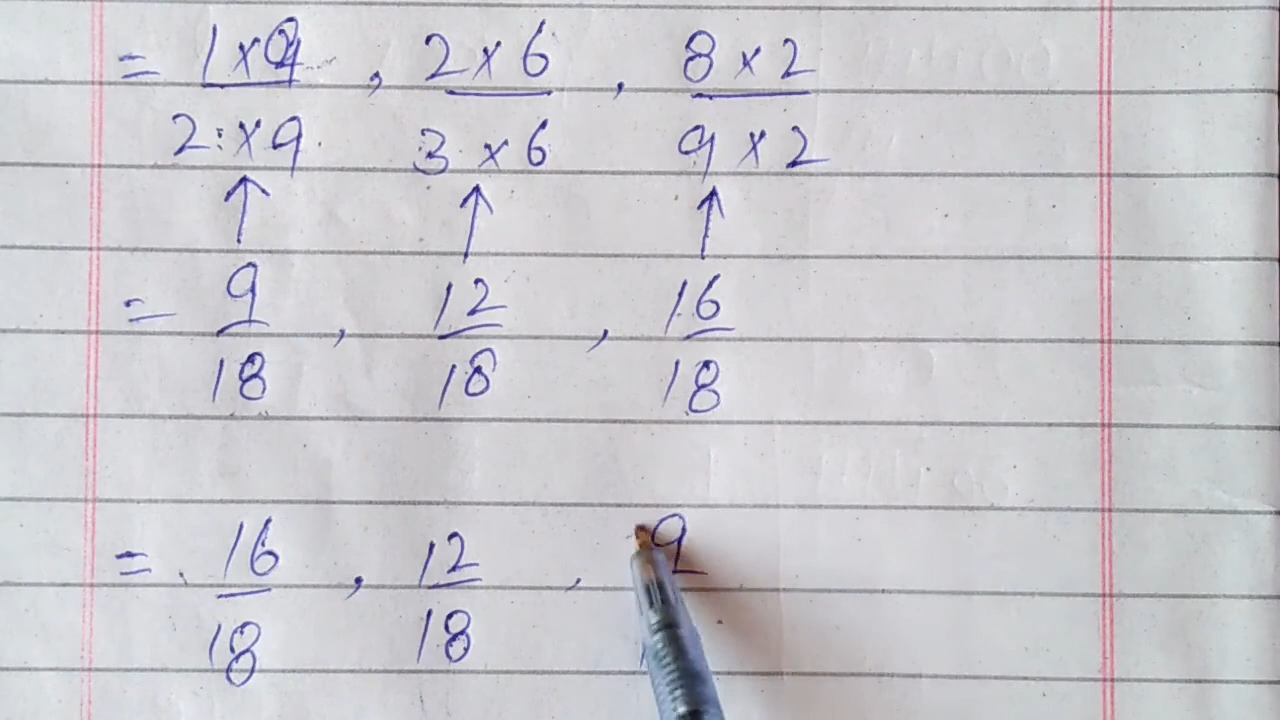 = 1×9 , 2×6 , 8×2
2×9 3×6 9×2
↑ ↑ ↑
= 9 , 12 , 16
18 18 18
= 16 , 12 , 9
18 18